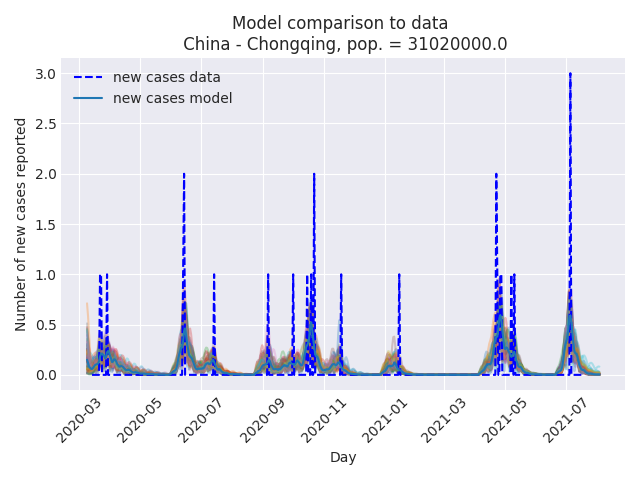 Model comparison to data
China - Chongqing, pop. = 31020000.0
new cases data
new cases model
Number of new cases reported
3.0
2.5
2.0
1.5
1.0
0.5
0.0
2020-03
2020-05
2020-07
2020-09
2020-11
2021-01
2021-03
2021-05
2021-07
Day